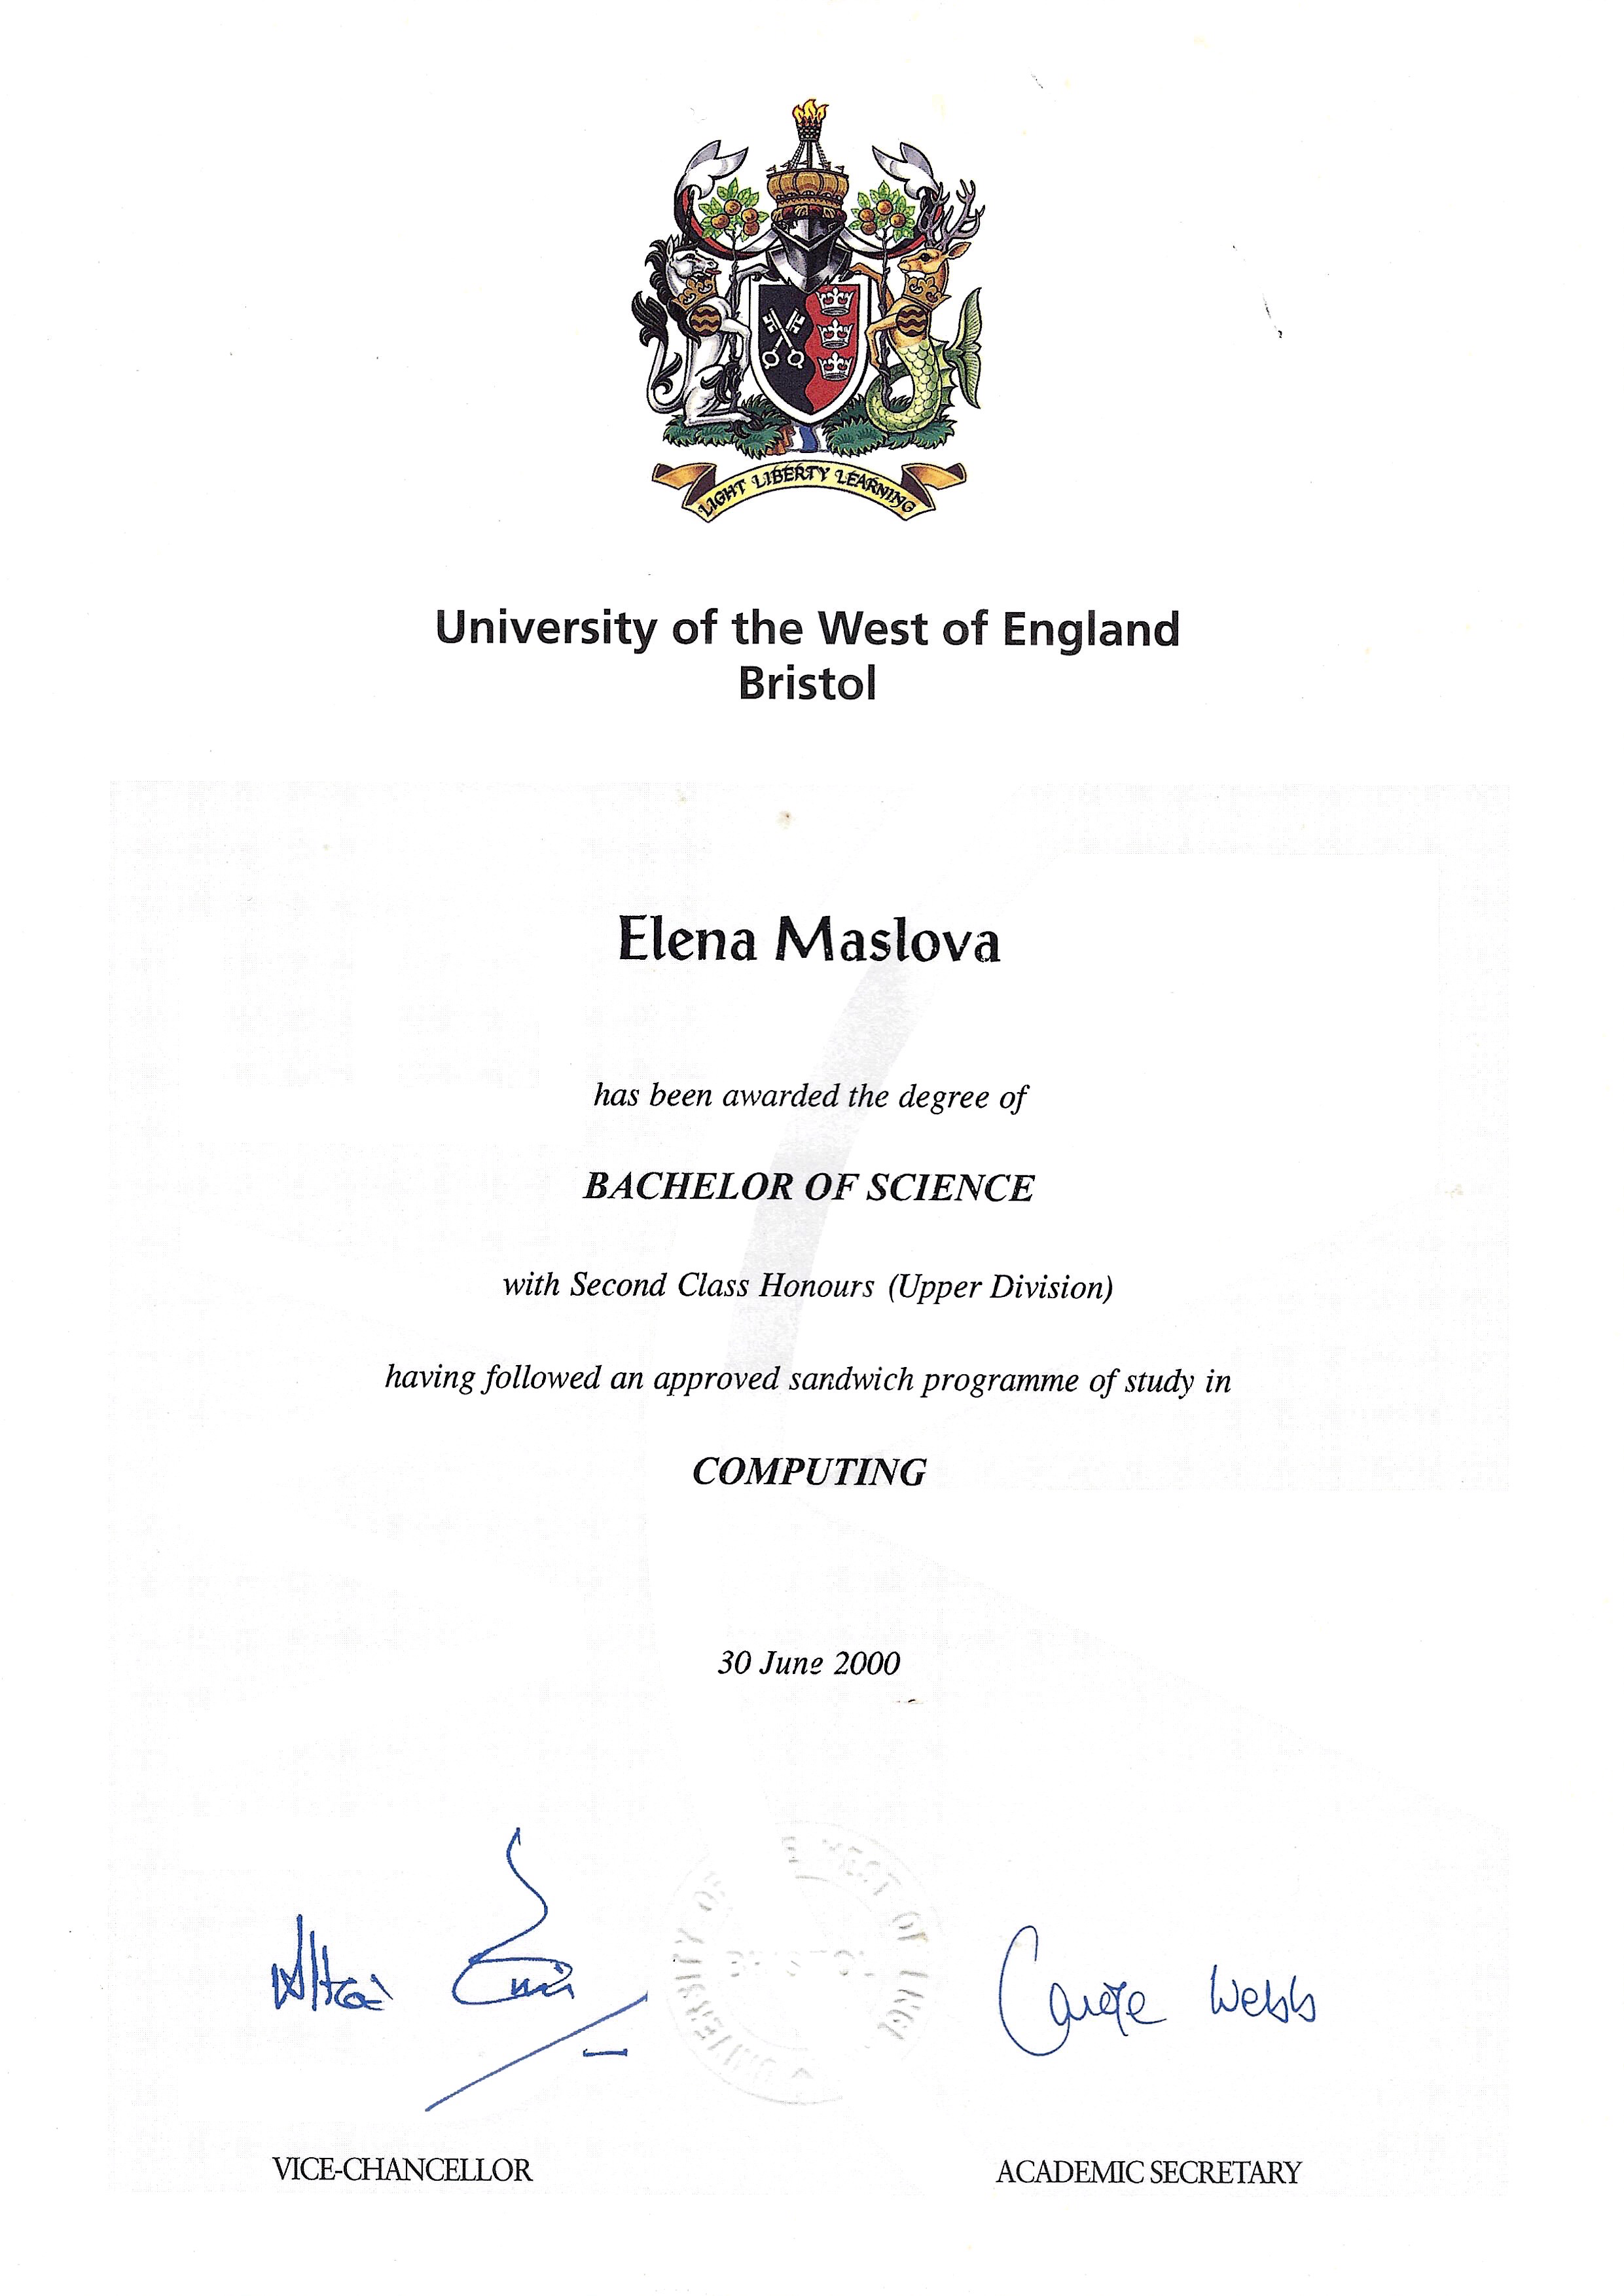 LIGHT LIBERTY LEARNING
University of the West of England
Bristol
Elena Maslova
has been awarded the degree of
BACHELOR OF SCIENCE
with Second Class Honours (Upper Division)
having followed an approved sandwich programme of study in
COMPUTING
30 June 2000
UNIVERSITY OF THE WEST OF ENGLAND
BRISTOL
Carole Webb
VICE-CHANCELLOR
ACADEMIC SECRETARY